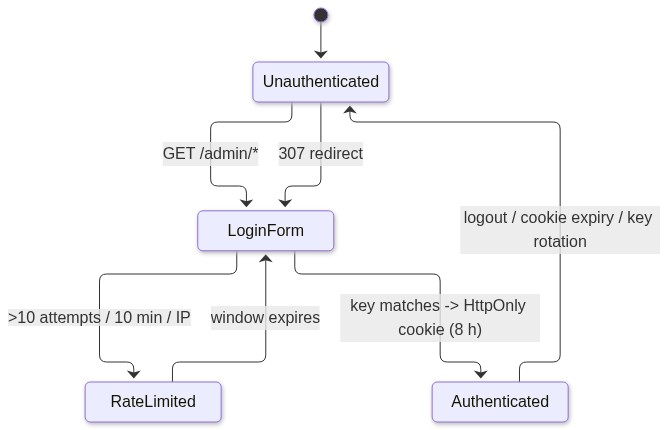 Unauthenticated
GET /admin/*
307 redirect
logout / cookie expiry / key
rotation
LoginForm
>10 attempts / 10 min / IP
window expires
key matches -> HttpOnly
cookie (8 h)
RateLimited
Authenticated